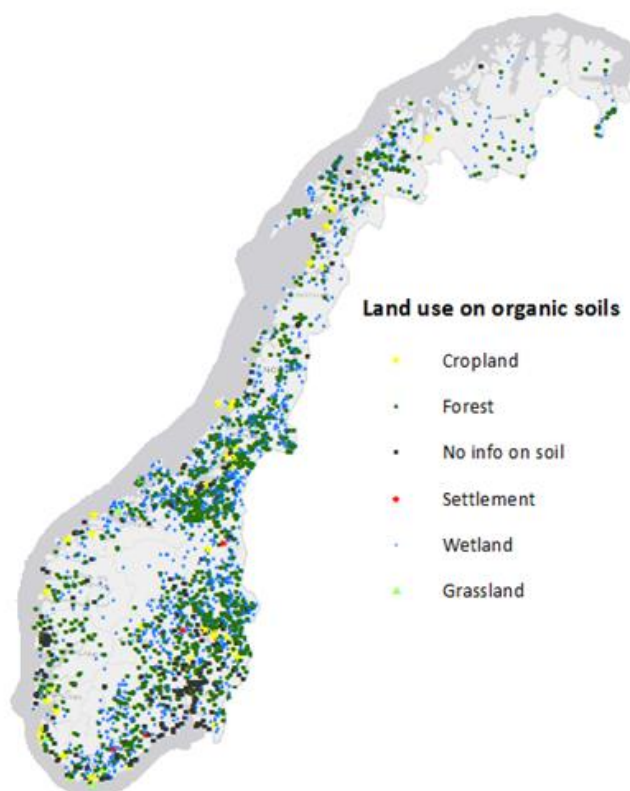 Land use on organic soils
Cropland
Forest
No info on soil
Settlement
Wetland
Grassland